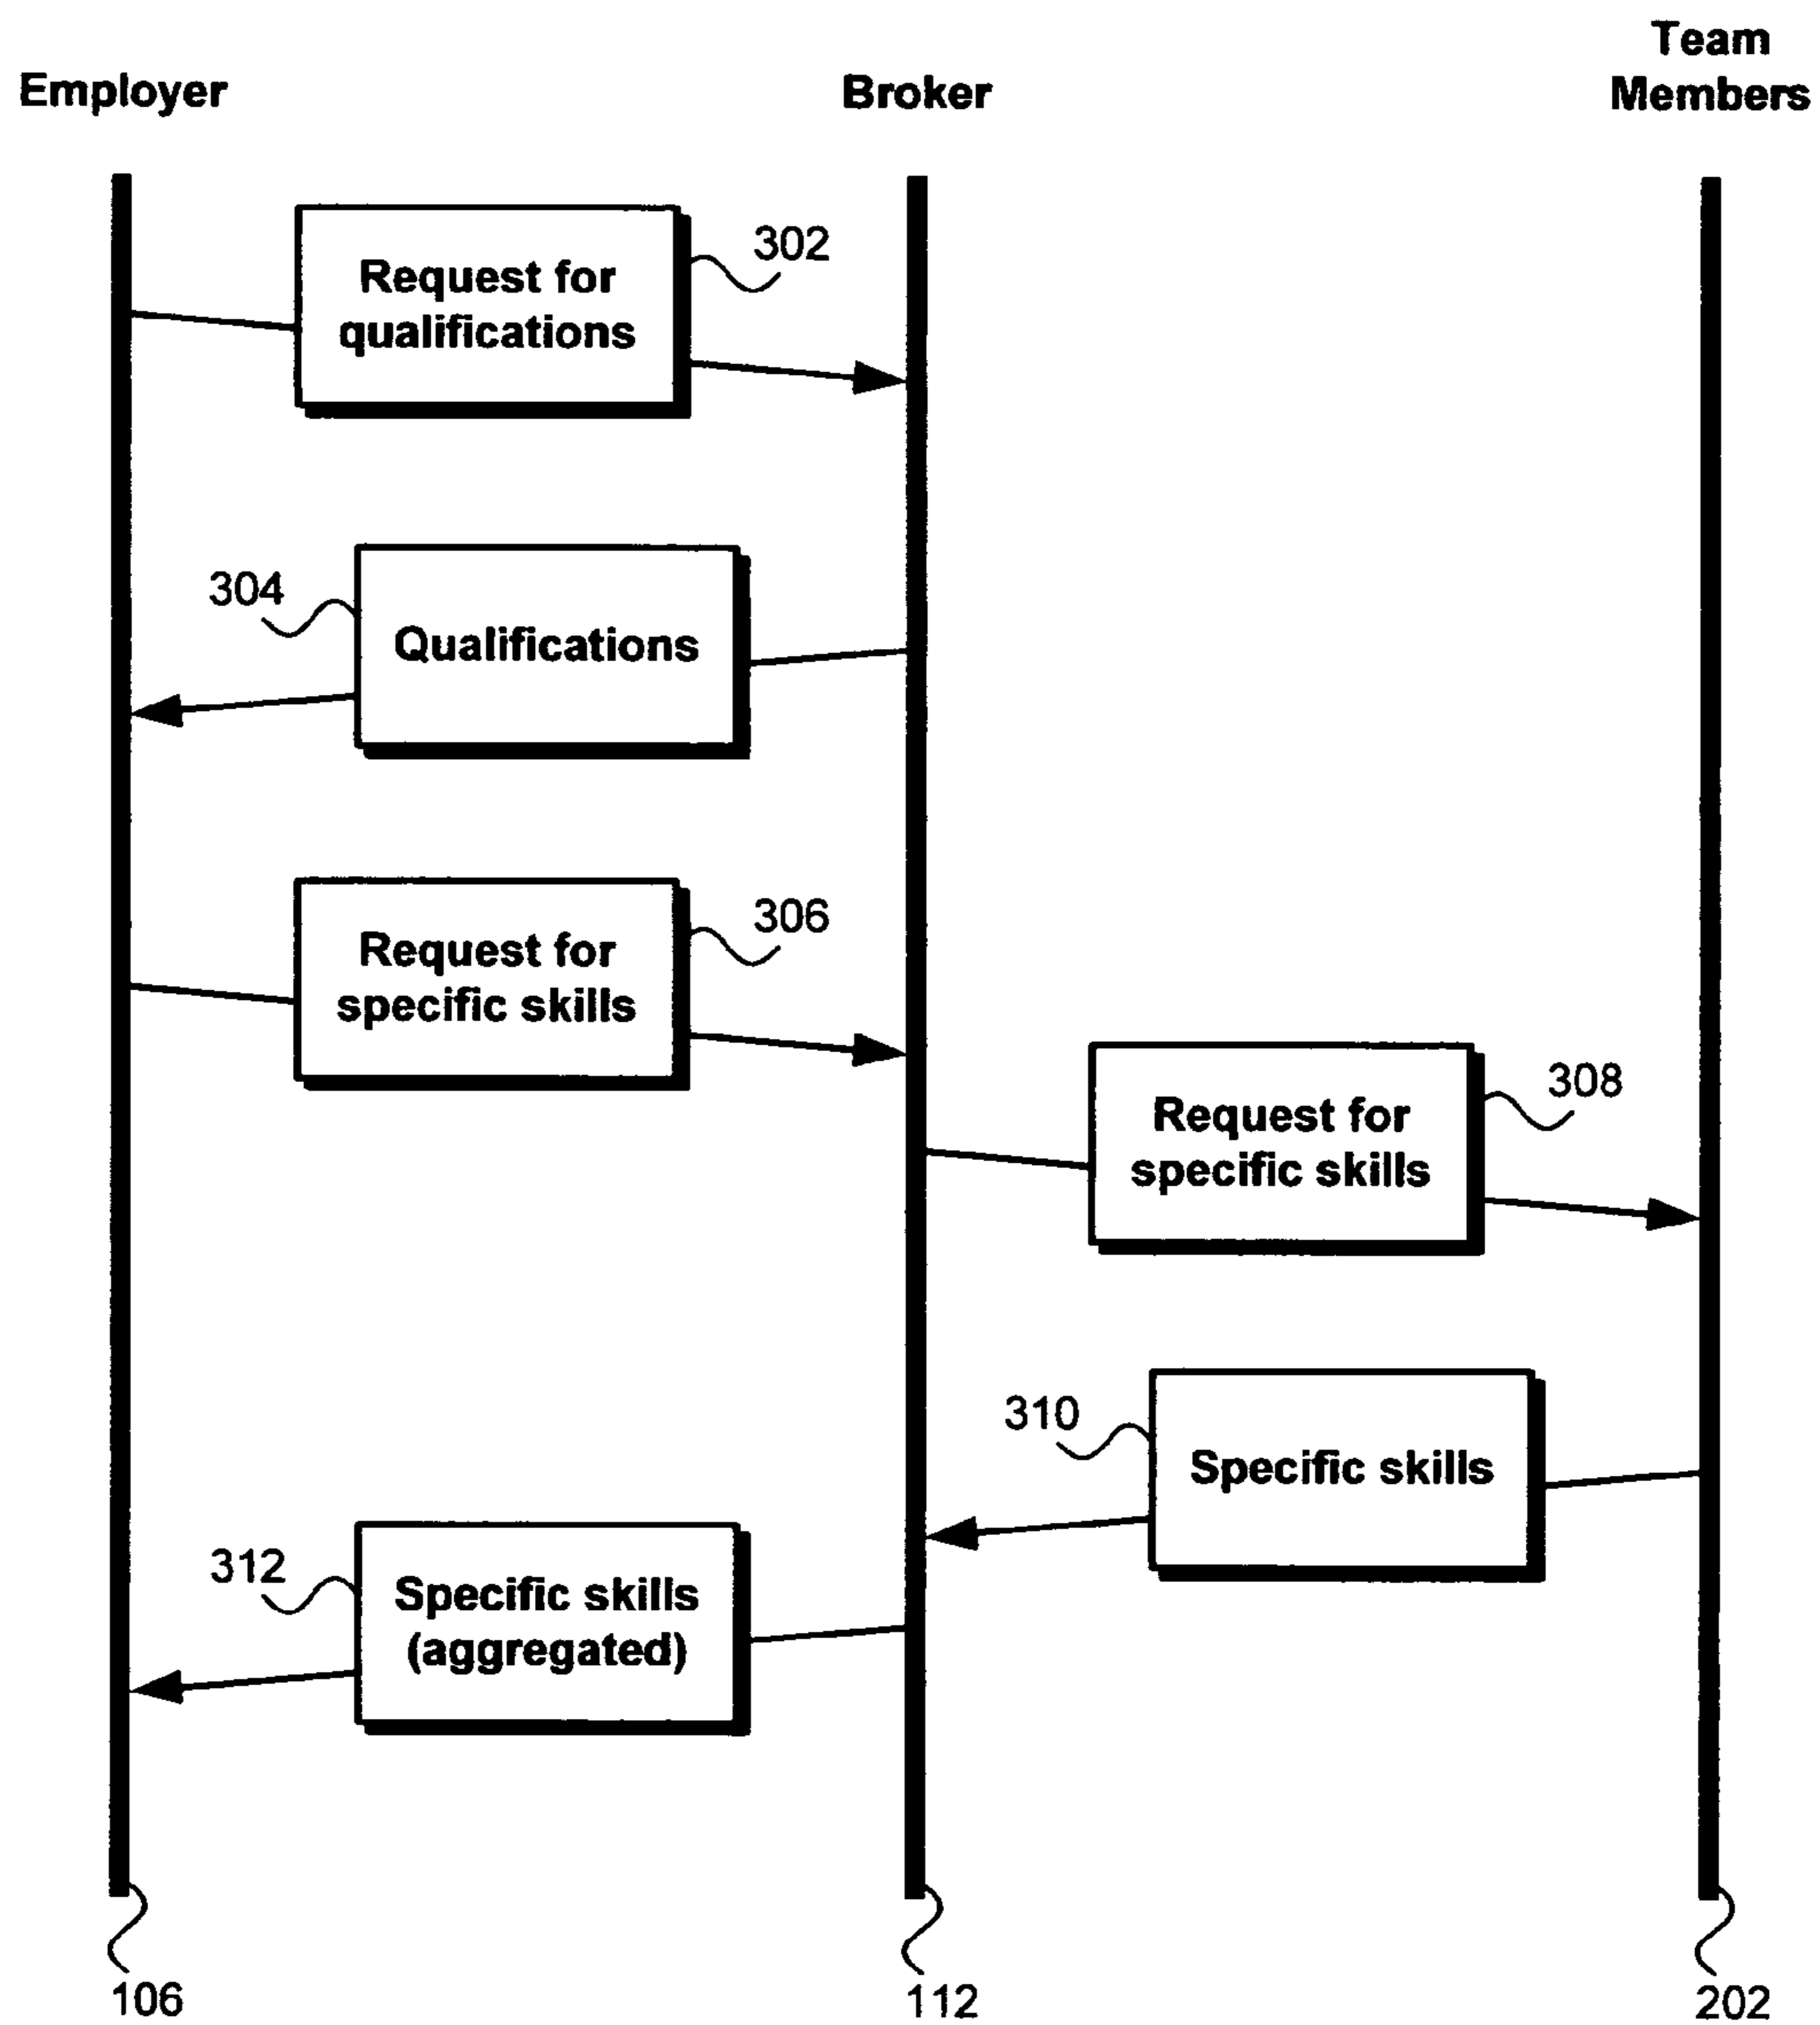 Employer
Broker
Team
Members
302
Request for
qualifications
304
Qualifications
306
Request for
specific skills
308
Request for
specific skills
310
Specific skills
312
Specific skills
(aggregated)
106
112
202